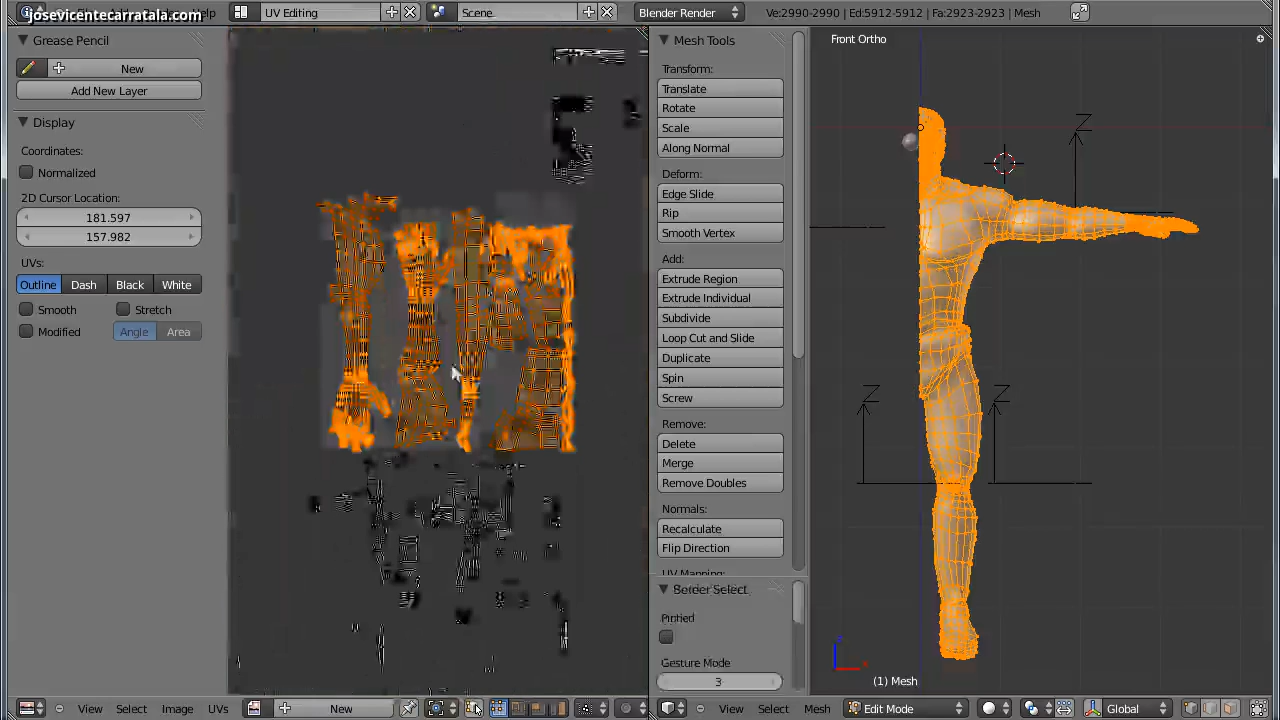 josevicentecarratala.com
Help
UV Editing
Scene
Blender Render
Ve:2990-2990 | Ed:5912-5912 | Fa:2923-2923 | Mesh
Grease Pencil
New
Add New Layer
Display
Coordinates:
Normalized
2D Cursor Location:
181.597
157.982
UVs:
Outline
Dash
Black
White
Smooth
Stretch
Modified
Angle
Area
View
Select
Image
UVs
New
Mesh Tools
Transform:
Translate
Rotate
Scale
Along Normal
Deform:
Edge Slide
Rip
Smooth Vertex
Add:
Extrude Region
Extrude Individual
Subdivide
Loop Cut and Slide
Duplicate
Spin
Screw
Remove:
Delete
Merge
Remove Doubles
Normals:
Recalculate
Flip Direction
UV Mapping:
Border Select
Pinned
Gesture Mode
3
Front Ortho
Z
Z
Z
(1) Mesh
View
Select
Mesh
Edit Mode
Global